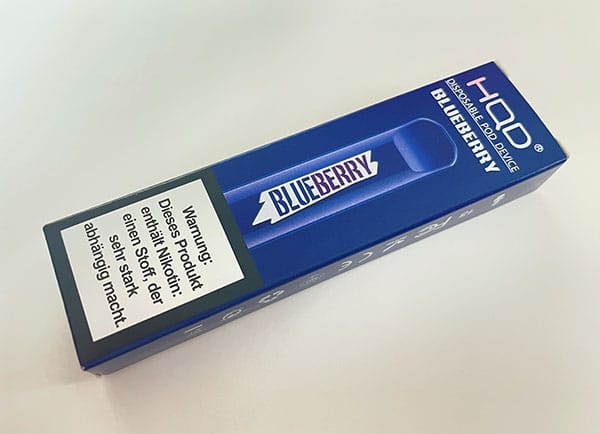 HQD®
DISPOSABLE POD DEVICE
BLUEBERRY
BLUEBERRY
Warnung:
Dieses Produkt
enthält Nikotin:
einen Stoff, der
sehr stark
abhängig macht.